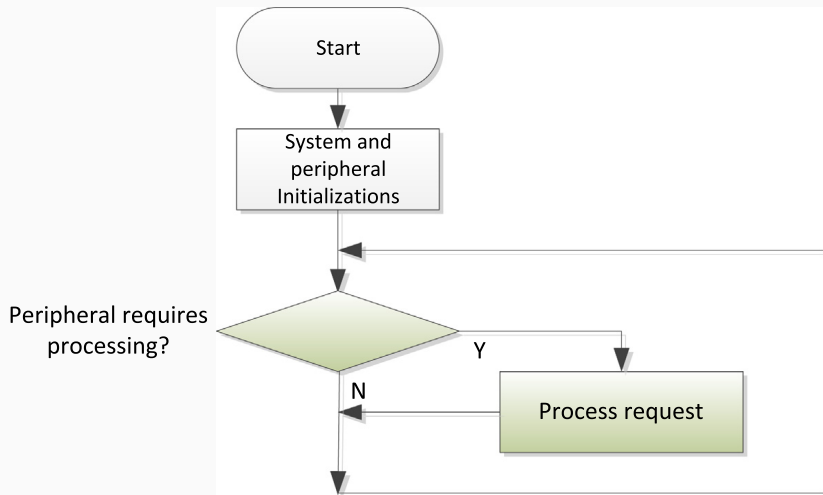 Start
System and
peripheral
Initializations
Peripheral requires
processing?
Y
N
Process request